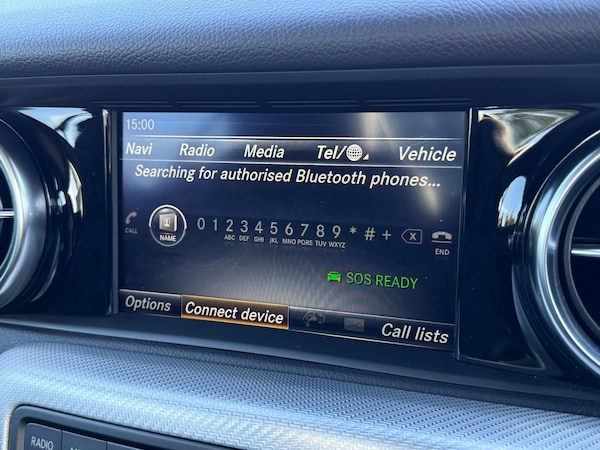 15:00
Navi Radio Media Tel/ Vehicle
Searching for authorised Bluetooth phones...
0 1 2 3 4 5 6 7 8 9 * # +
CALL NAME ABC DEF GHI JKL MNO PQRS TUV WXYZ X END
SOS READY
Options Connect device Call lists
RADIO